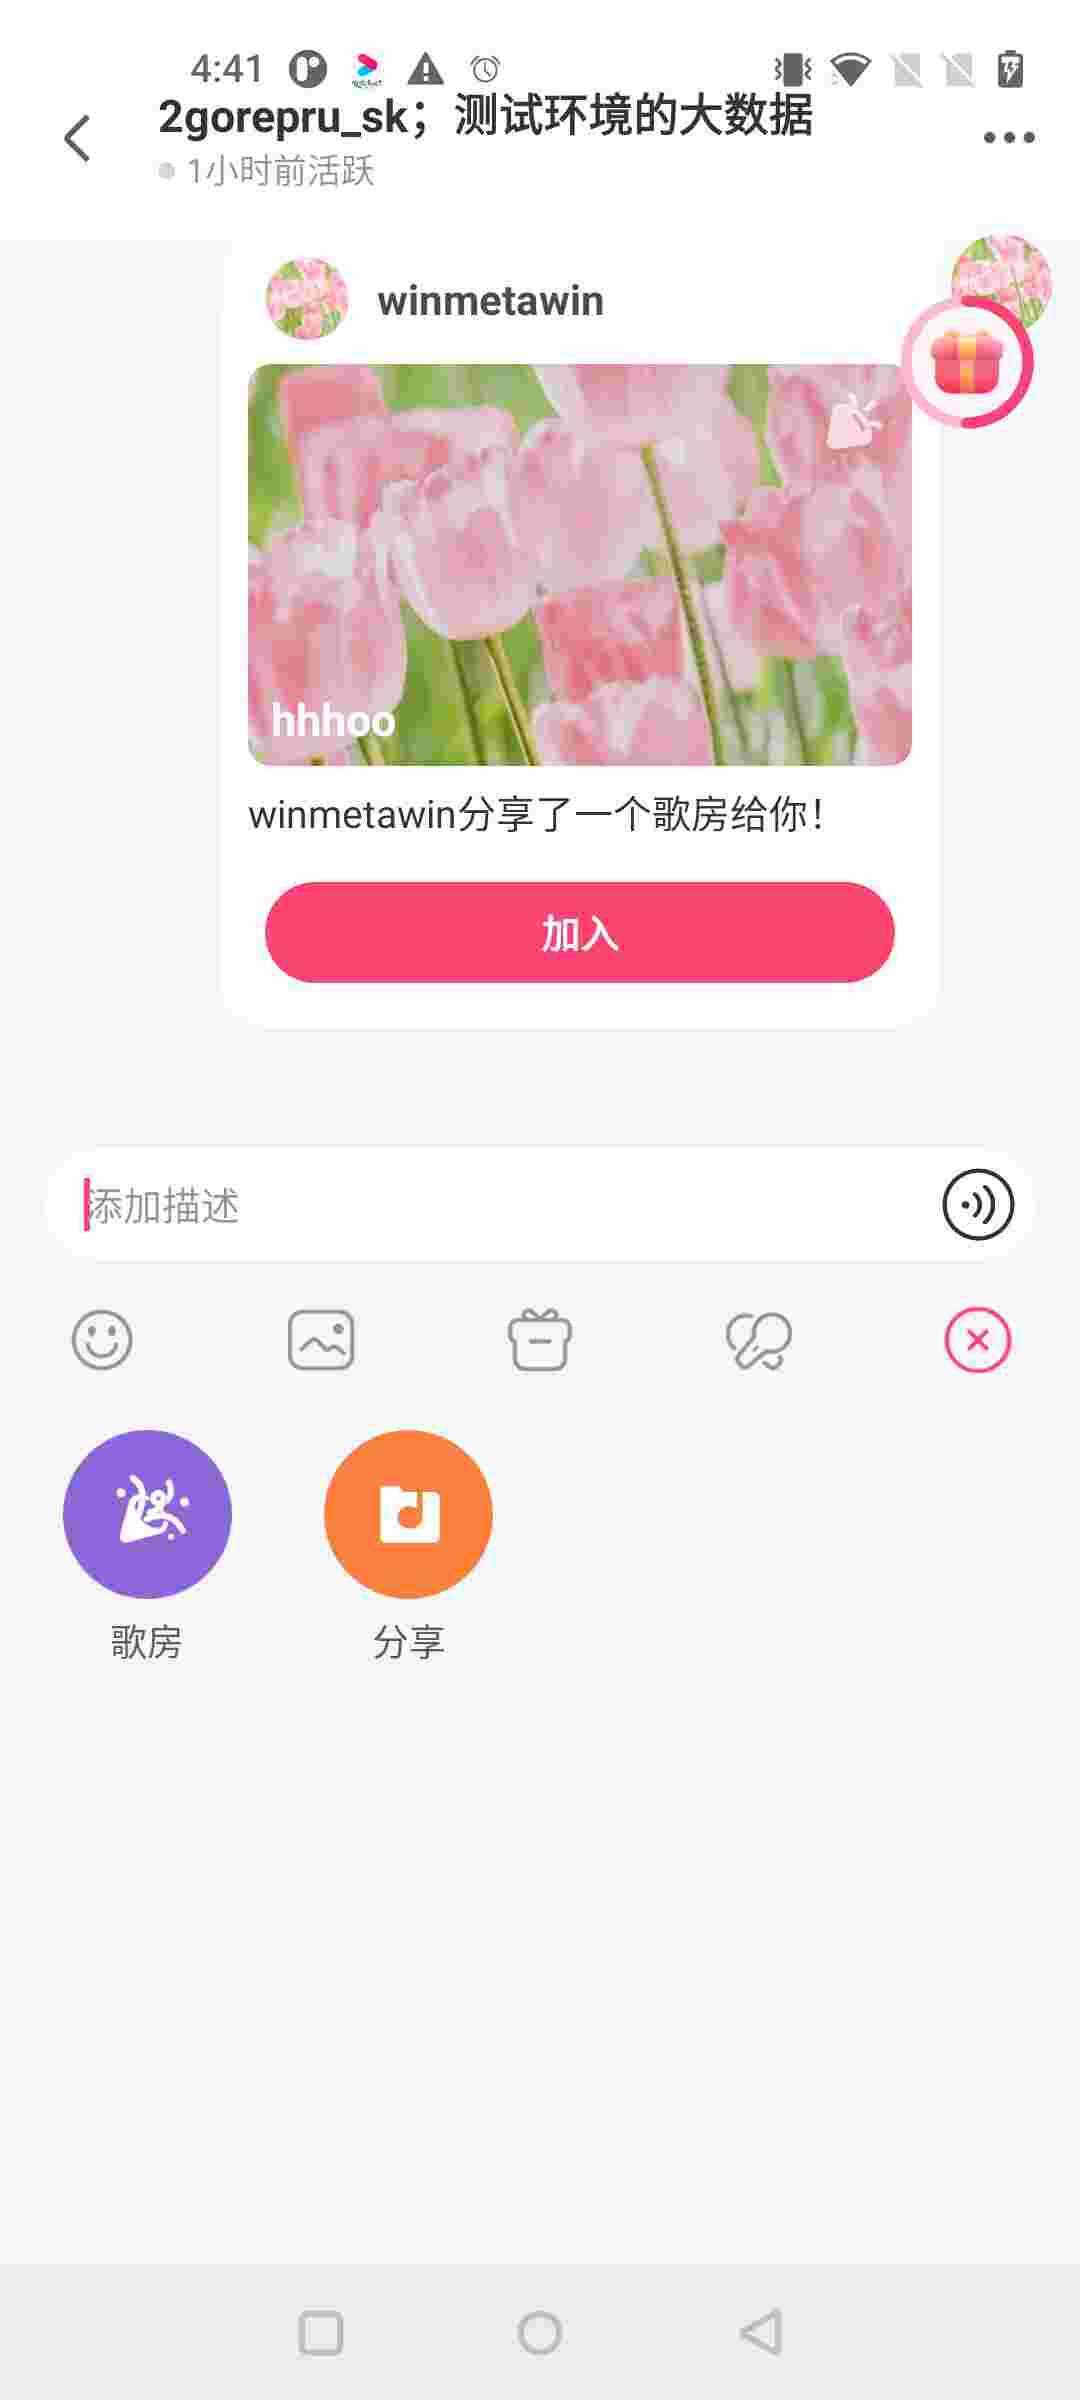 4:41
2gorepru_sk；测试环境的大数据
1小时前活跃
winmetawin
hhhoo
winmetawin分享了一个歌房给你！
加入
添加描述
歌房
分享